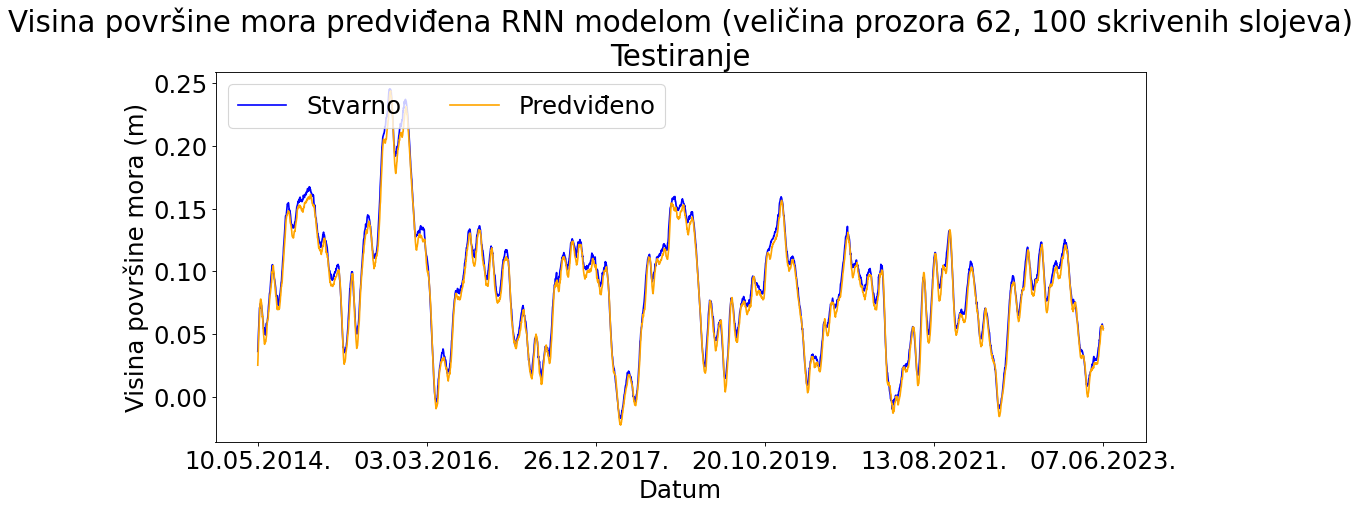 Visina površine mora predviđena RNN modelom (veličina prozora 62, 100 skrivenih slojeva)
Testiranje
Stvarno
Predviđeno
Visina površine mora (m)
0.25
0.20
0.15
0.10
0.05
0.00
10.05.2014.
03.03.2016.
26.12.2017.
20.10.2019.
13.08.2021.
07.06.2023.
Datum